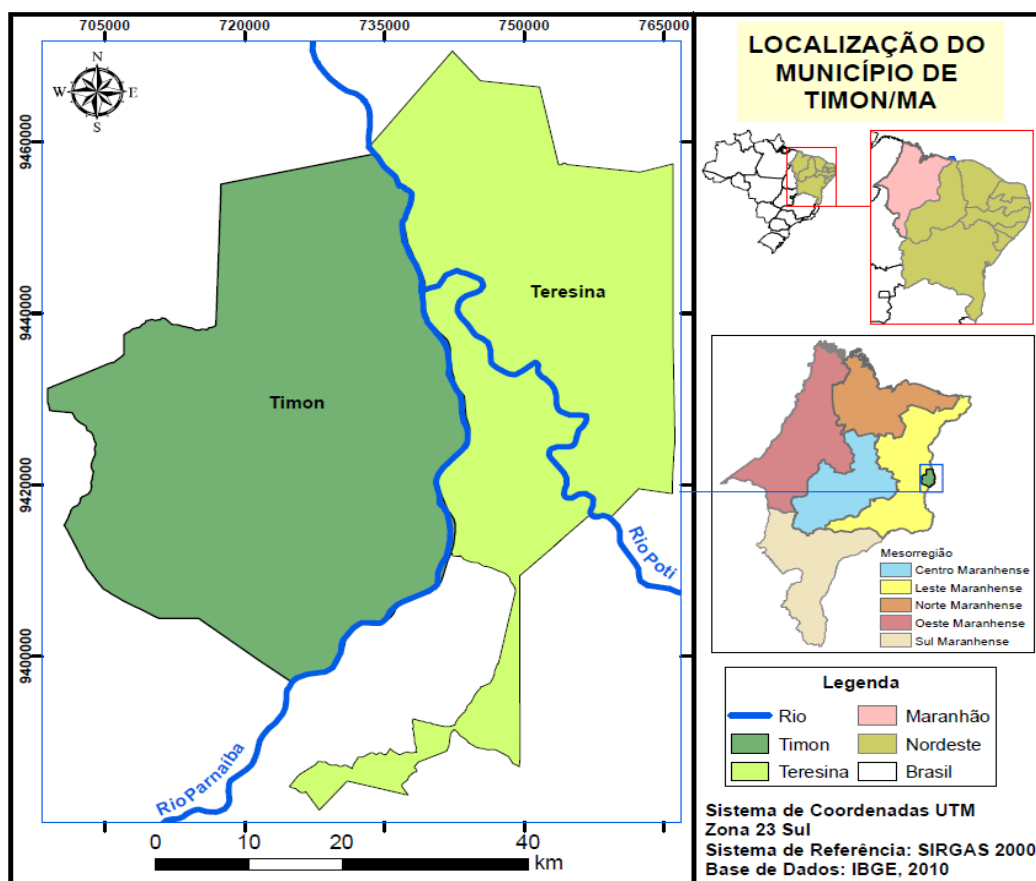 705000 720000 735000 750000 765000
9460000
9440000
9420000
9400000
N
W E
S
Teresina
Timon
Rio Poti
Rio Parnaíba
0 10 20 40
km
LOCALIZAÇÃO DO
MUNICÍPIO DE
TIMON/MA
Mesorregião
Centro Maranhense
Leste Maranhense
Norte Maranhense
Oeste Maranhense
Sul Maranhense
Legenda
Rio
Maranhão
Timon
Nordeste
Teresina
Brasil
Sistema de Coordenadas UTM
Zona 23 Sul
Sistema de Referência: SIRGAS 2000
Base de Dados: IBGE, 2010